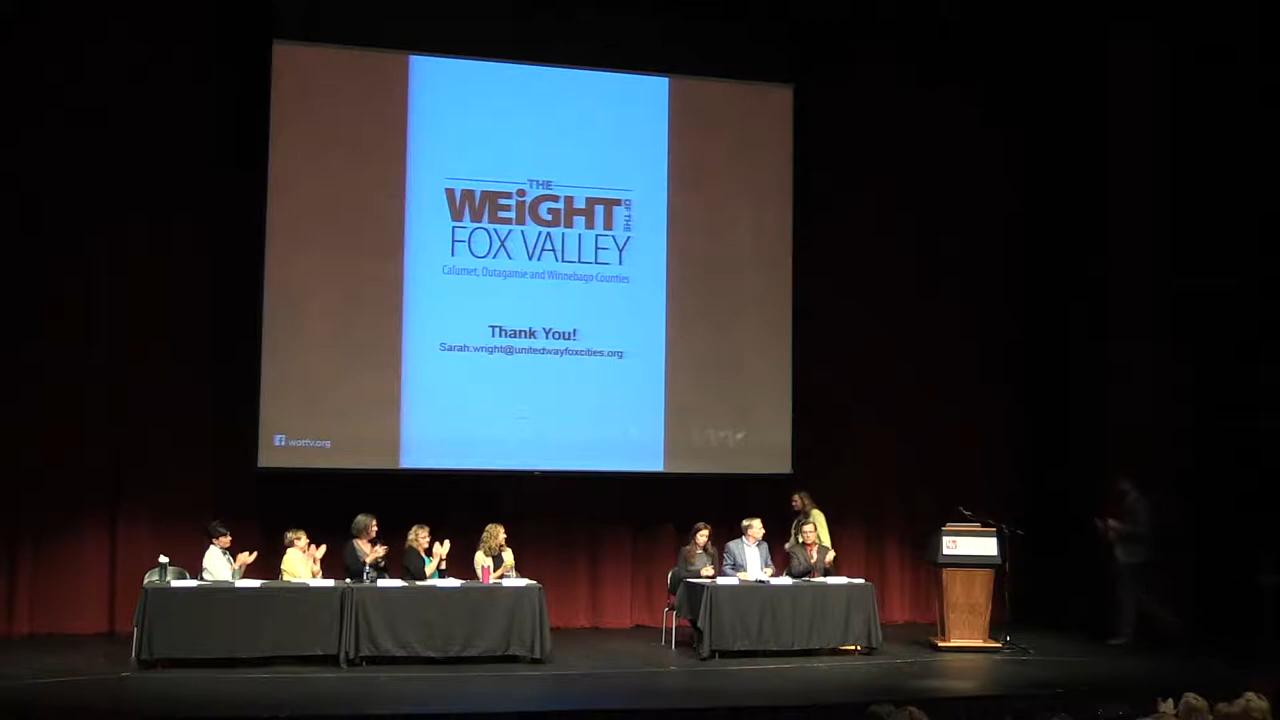 THE
WEiGHT
OF THE
FOX VALLEY
Calumet, Outagamie and Winnebago Counties
Thank You!
Sarah.wright@unitedwayfoxcities.org
wotfv.org